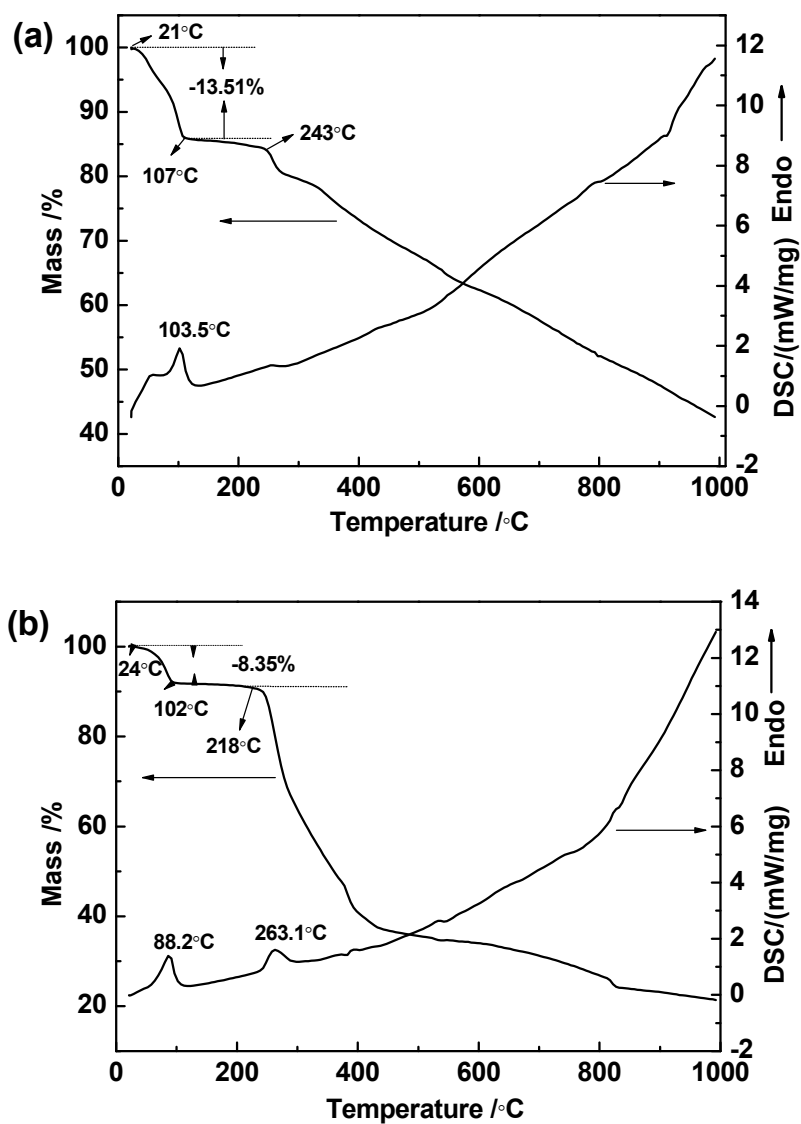 (a)
21°C
-13.51%
243°C
107°C
103.5°C
100
90
80
70
60
50
40
Mass /%
12
10
8
6
4
2
0
-2
DSC/(mW/mg) Endo
0 200 400 600 800 1000
Temperature /°C
(b)
24°C
-8.35%
102°C
218°C
88.2°C
263.1°C
100
80
60
40
20
Mass /%
14
12
10
8
6
4
2
0
-2
DSC/(mW/mg) Endo
0 200 400 600 800 1000
Temperature /°C